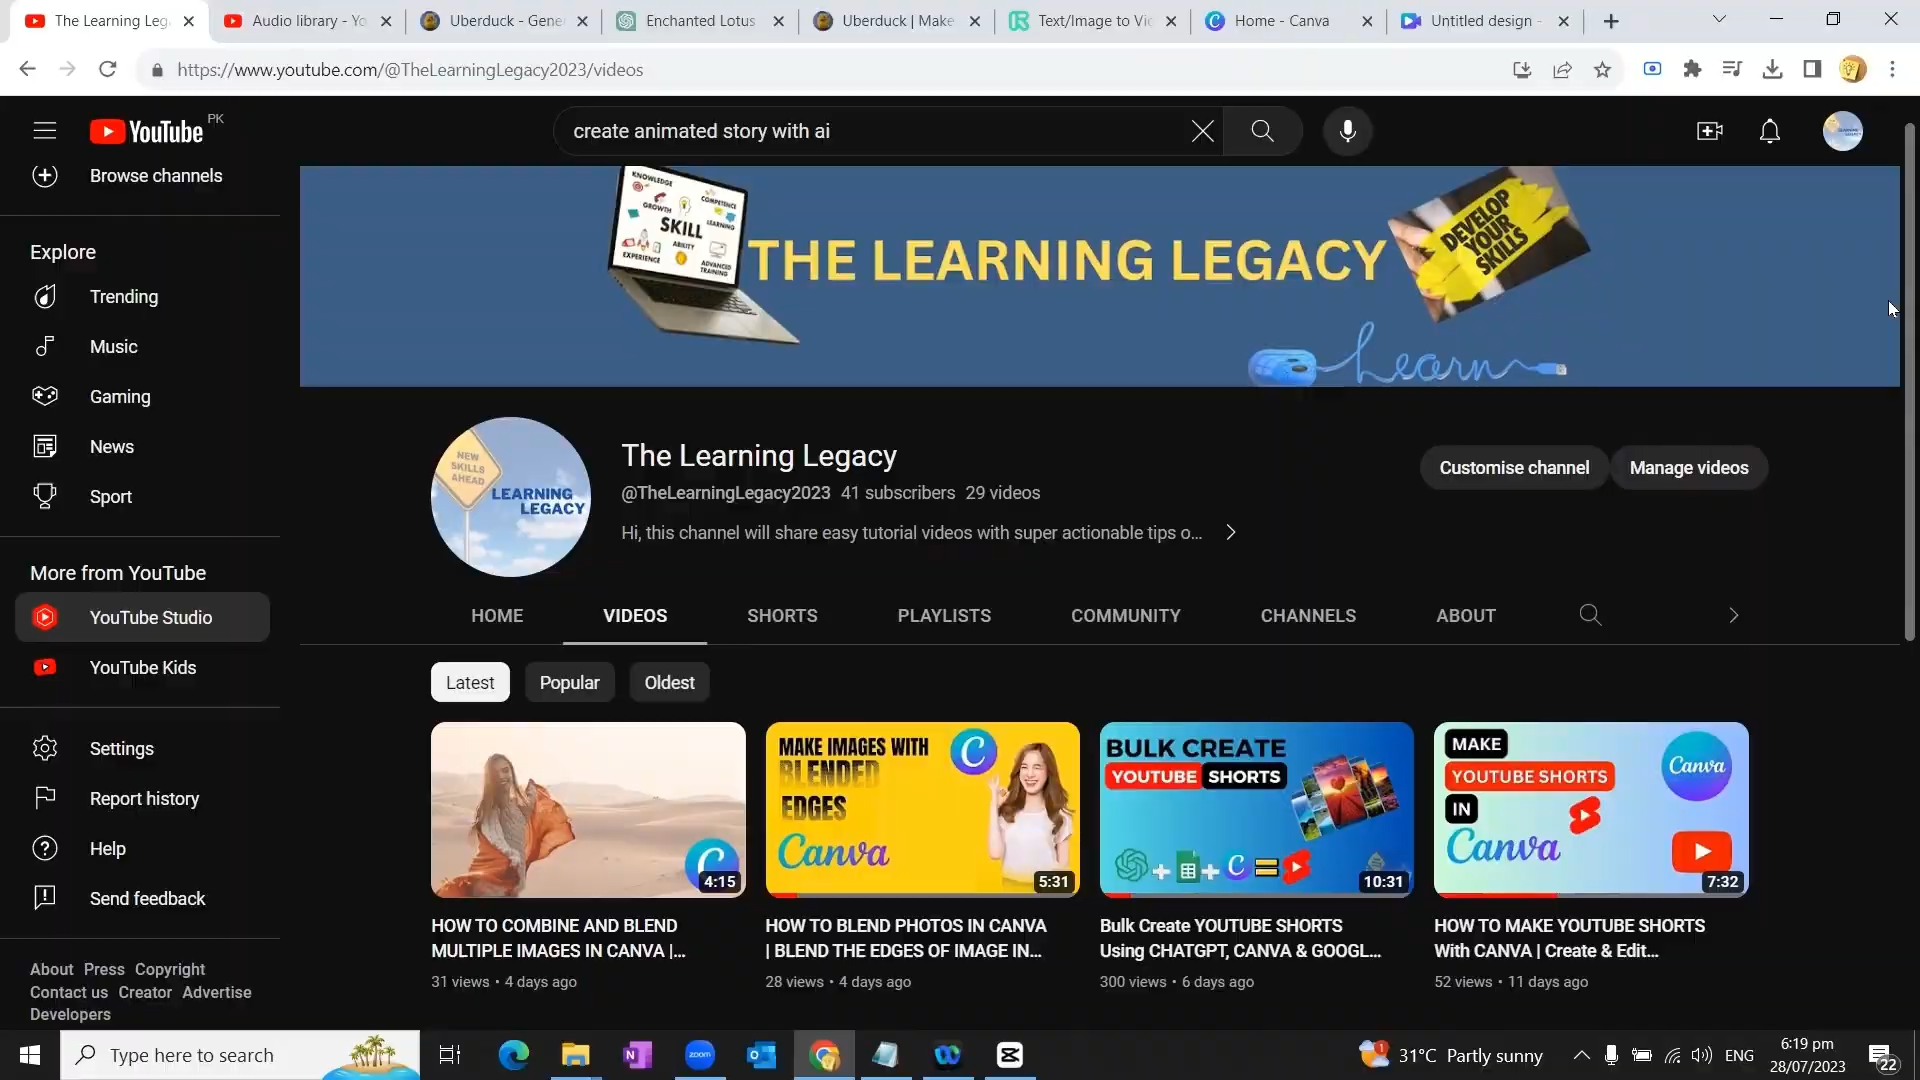 The Learning Leg
Audio library - Yo
Uberduck - Gene
Enchanted Lotus
Uberduck | Make
Text/Image to Vi
Home - Canva
Untitled design -
https://www.youtube.com/@TheLearningLegacy2023/videos
YouTube PK
create animated story with ai
Browse channels
Explore
Trending
Music
Gaming
News
Sport
More from YouTube
YouTube Studio
YouTube Kids
Settings
Report history
Help
Send feedback
About Press Copyright
Contact us Creator Advertise
Developers
KNOWLEDGE
COMPETENCE
GROWTH
LEARNING
SKILL
ABILITY
EXPERIENCE
ADVANCED
TRAINING
THE LEARNING LEGACY
DEVELOP
YOUR
SKILLS
Learn
NEW
SKILLS
AHEAD
LEARNING
LEGACY
The Learning Legacy
@TheLearningLegacy2023 41 subscribers 29 videos
Hi, this channel will share easy tutorial videos with super actionable tips o...
Customise channel
Manage videos
HOME
VIDEOS
SHORTS
PLAYLISTS
COMMUNITY
CHANNELS
ABOUT
Latest
Popular
Oldest
C
4:15
HOW TO COMBINE AND BLEND
MULTIPLE IMAGES IN CANVA |...
31 views • 4 days ago
MAKE IMAGES WITH
BLENDED
EDGES
Canva
C
5:31
HOW TO BLEND PHOTOS IN CANVA
| BLEND THE EDGES OF IMAGE IN...
28 views • 4 days ago
BULK CREATE
YOUTUBE SHORTS
+ + C
10:31
Bulk Create YOUTUBE SHORTS
Using CHATGPT, CANVA & GOOGL...
300 views • 6 days ago
MAKE
YOUTUBE SHORTS
IN
Canva
Canva
7:32
HOW TO MAKE YOUTUBE SHORTS
With CANVA | Create & Edit...
52 views • 11 days ago
Type here to search
N
zoom
31°C Partly sunny
ENG
6:19 pm
28/07/2023
22